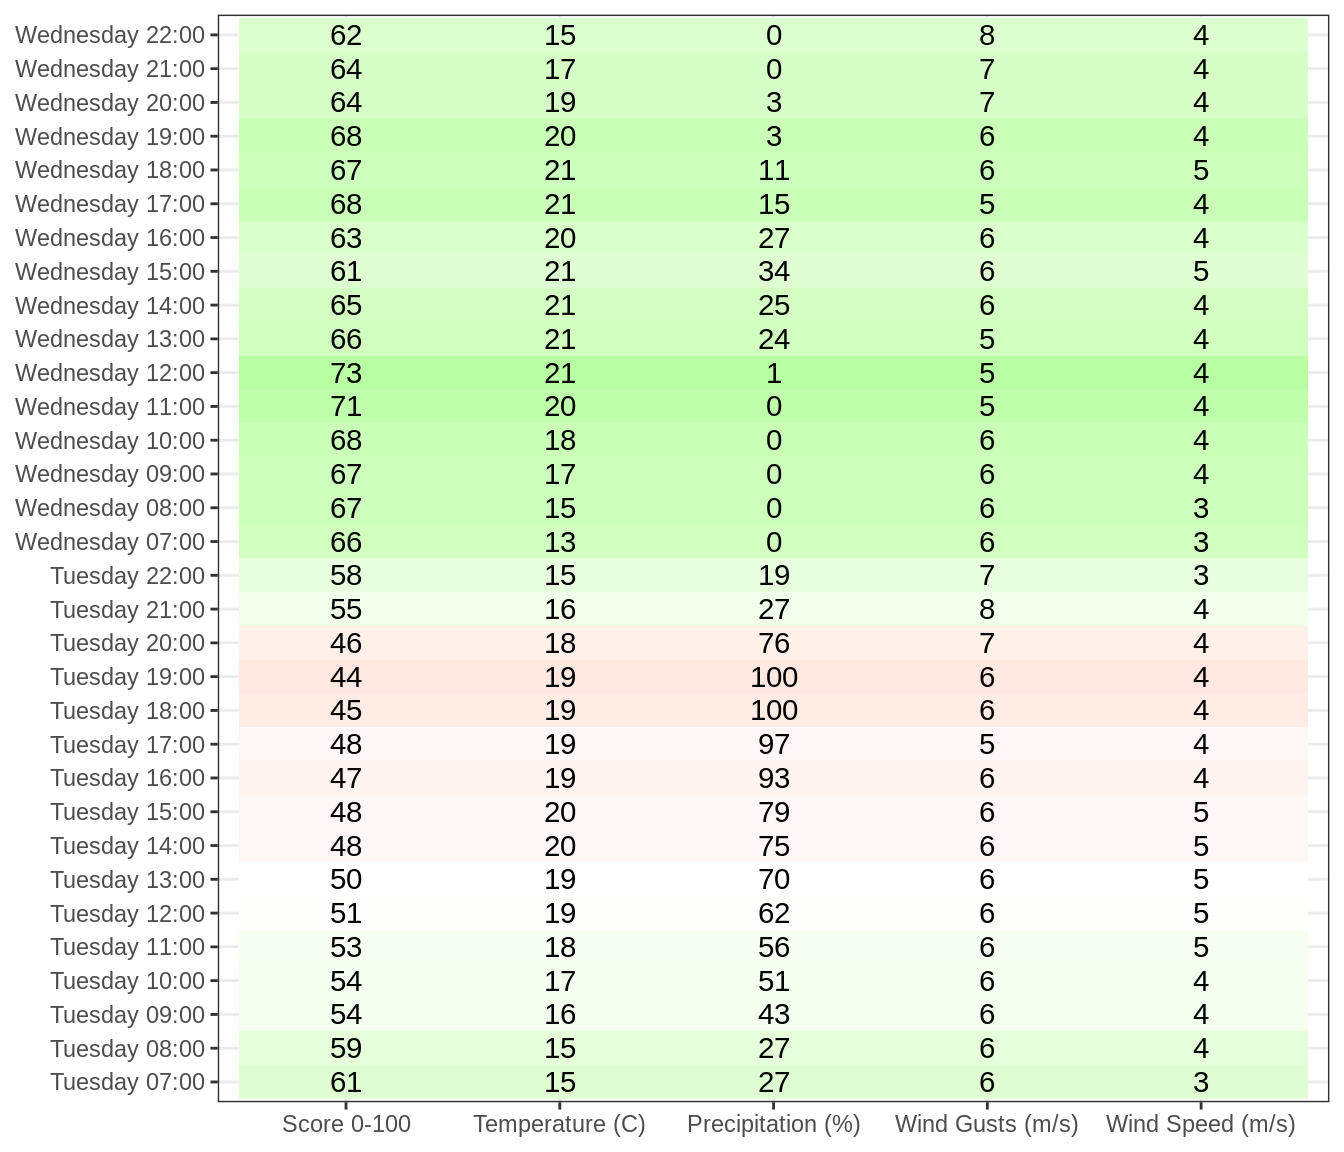 Wednesday 22:00 62 15 0 8 4
Wednesday 21:00 64 17 0 7 4
Wednesday 20:00 64 19 3 7 4
Wednesday 19:00 68 20 3 6 4
Wednesday 18:00 67 21 11 6 5
Wednesday 17:00 68 21 15 5 4
Wednesday 16:00 63 20 27 6 4
Wednesday 15:00 61 21 34 6 5
Wednesday 14:00 65 21 25 6 4
Wednesday 13:00 66 21 24 5 4
Wednesday 12:00 73 21 1 5 4
Wednesday 11:00 71 20 0 5 4
Wednesday 10:00 68 18 0 6 4
Wednesday 09:00 67 17 0 6 4
Wednesday 08:00 67 15 0 6 3
Wednesday 07:00 66 13 0 6 3
Tuesday 22:00 58 15 19 7 3
Tuesday 21:00 55 16 27 8 4
Tuesday 20:00 46 18 76 7 4
Tuesday 19:00 44 19 100 6 4
Tuesday 18:00 45 19 100 6 4
Tuesday 17:00 48 19 97 5 4
Tuesday 16:00 47 19 93 6 4
Tuesday 15:00 48 20 79 6 5
Tuesday 14:00 48 20 75 6 5
Tuesday 13:00 50 19 70 6 5
Tuesday 12:00 51 19 62 6 5
Tuesday 11:00 53 18 56 6 5
Tuesday 10:00 54 17 51 6 4
Tuesday 09:00 54 16 43 6 4
Tuesday 08:00 59 15 27 6 4
Tuesday 07:00 61 15 27 6 3
Score 0-100 Temperature (C) Precipitation (%) Wind Gusts (m/s) Wind Speed (m/s)